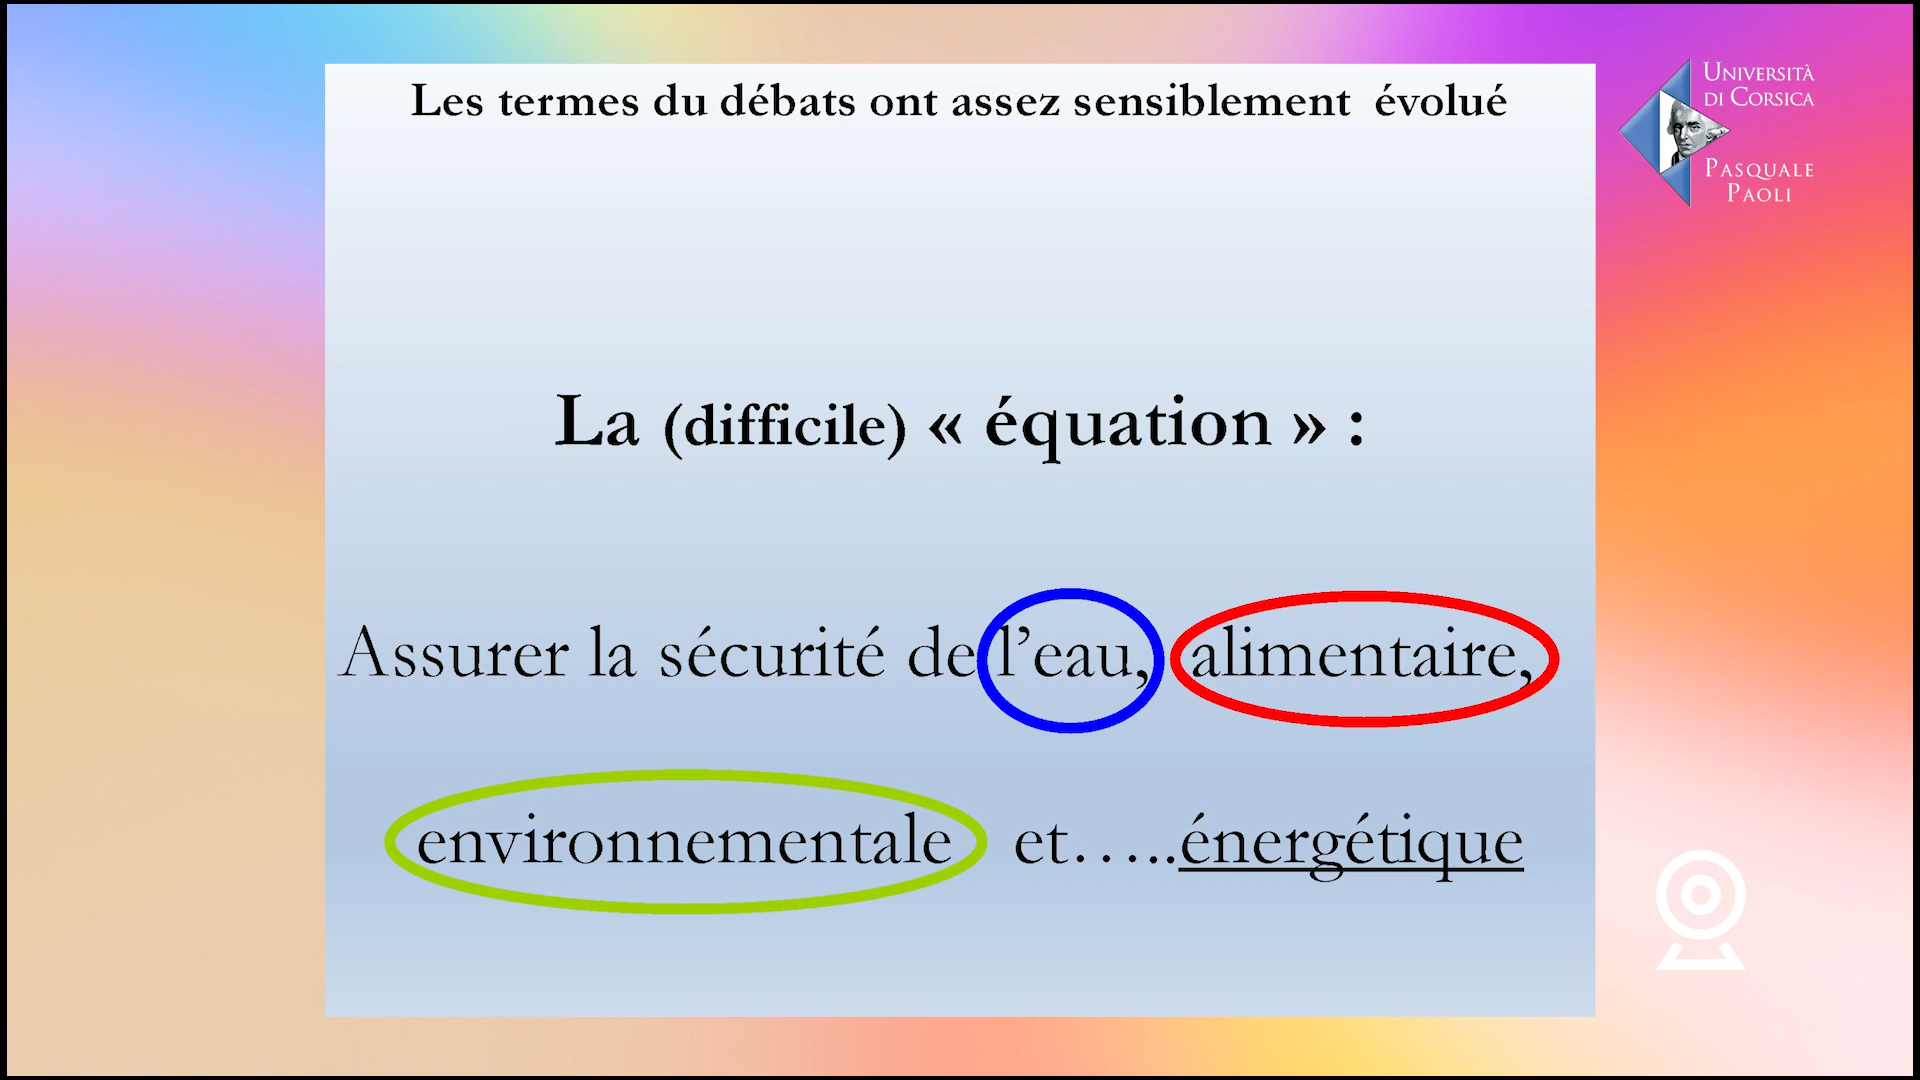 Les termes du débats ont assez sensiblement évolué
UNIVERSITÀ
DI CORSICA
PASQUALE
PAOLI
La (difficile) « équation » :
Assurer la sécurité de l’eau, alimentaire,
environnementale et…..énergétique